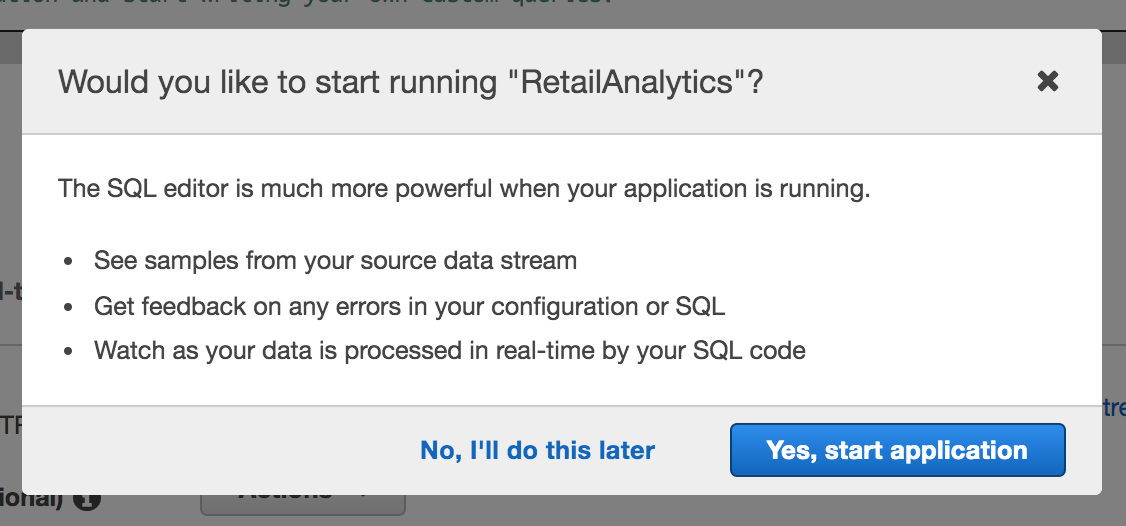 Would you like to start running "RetailAnalytics"?
The SQL editor is much more powerful when your application is running.
See samples from your source data stream
Get feedback on any errors in your configuration or SQL
Watch as your data is processed in real-time by your SQL code
No, I'll do this later
Yes, start application